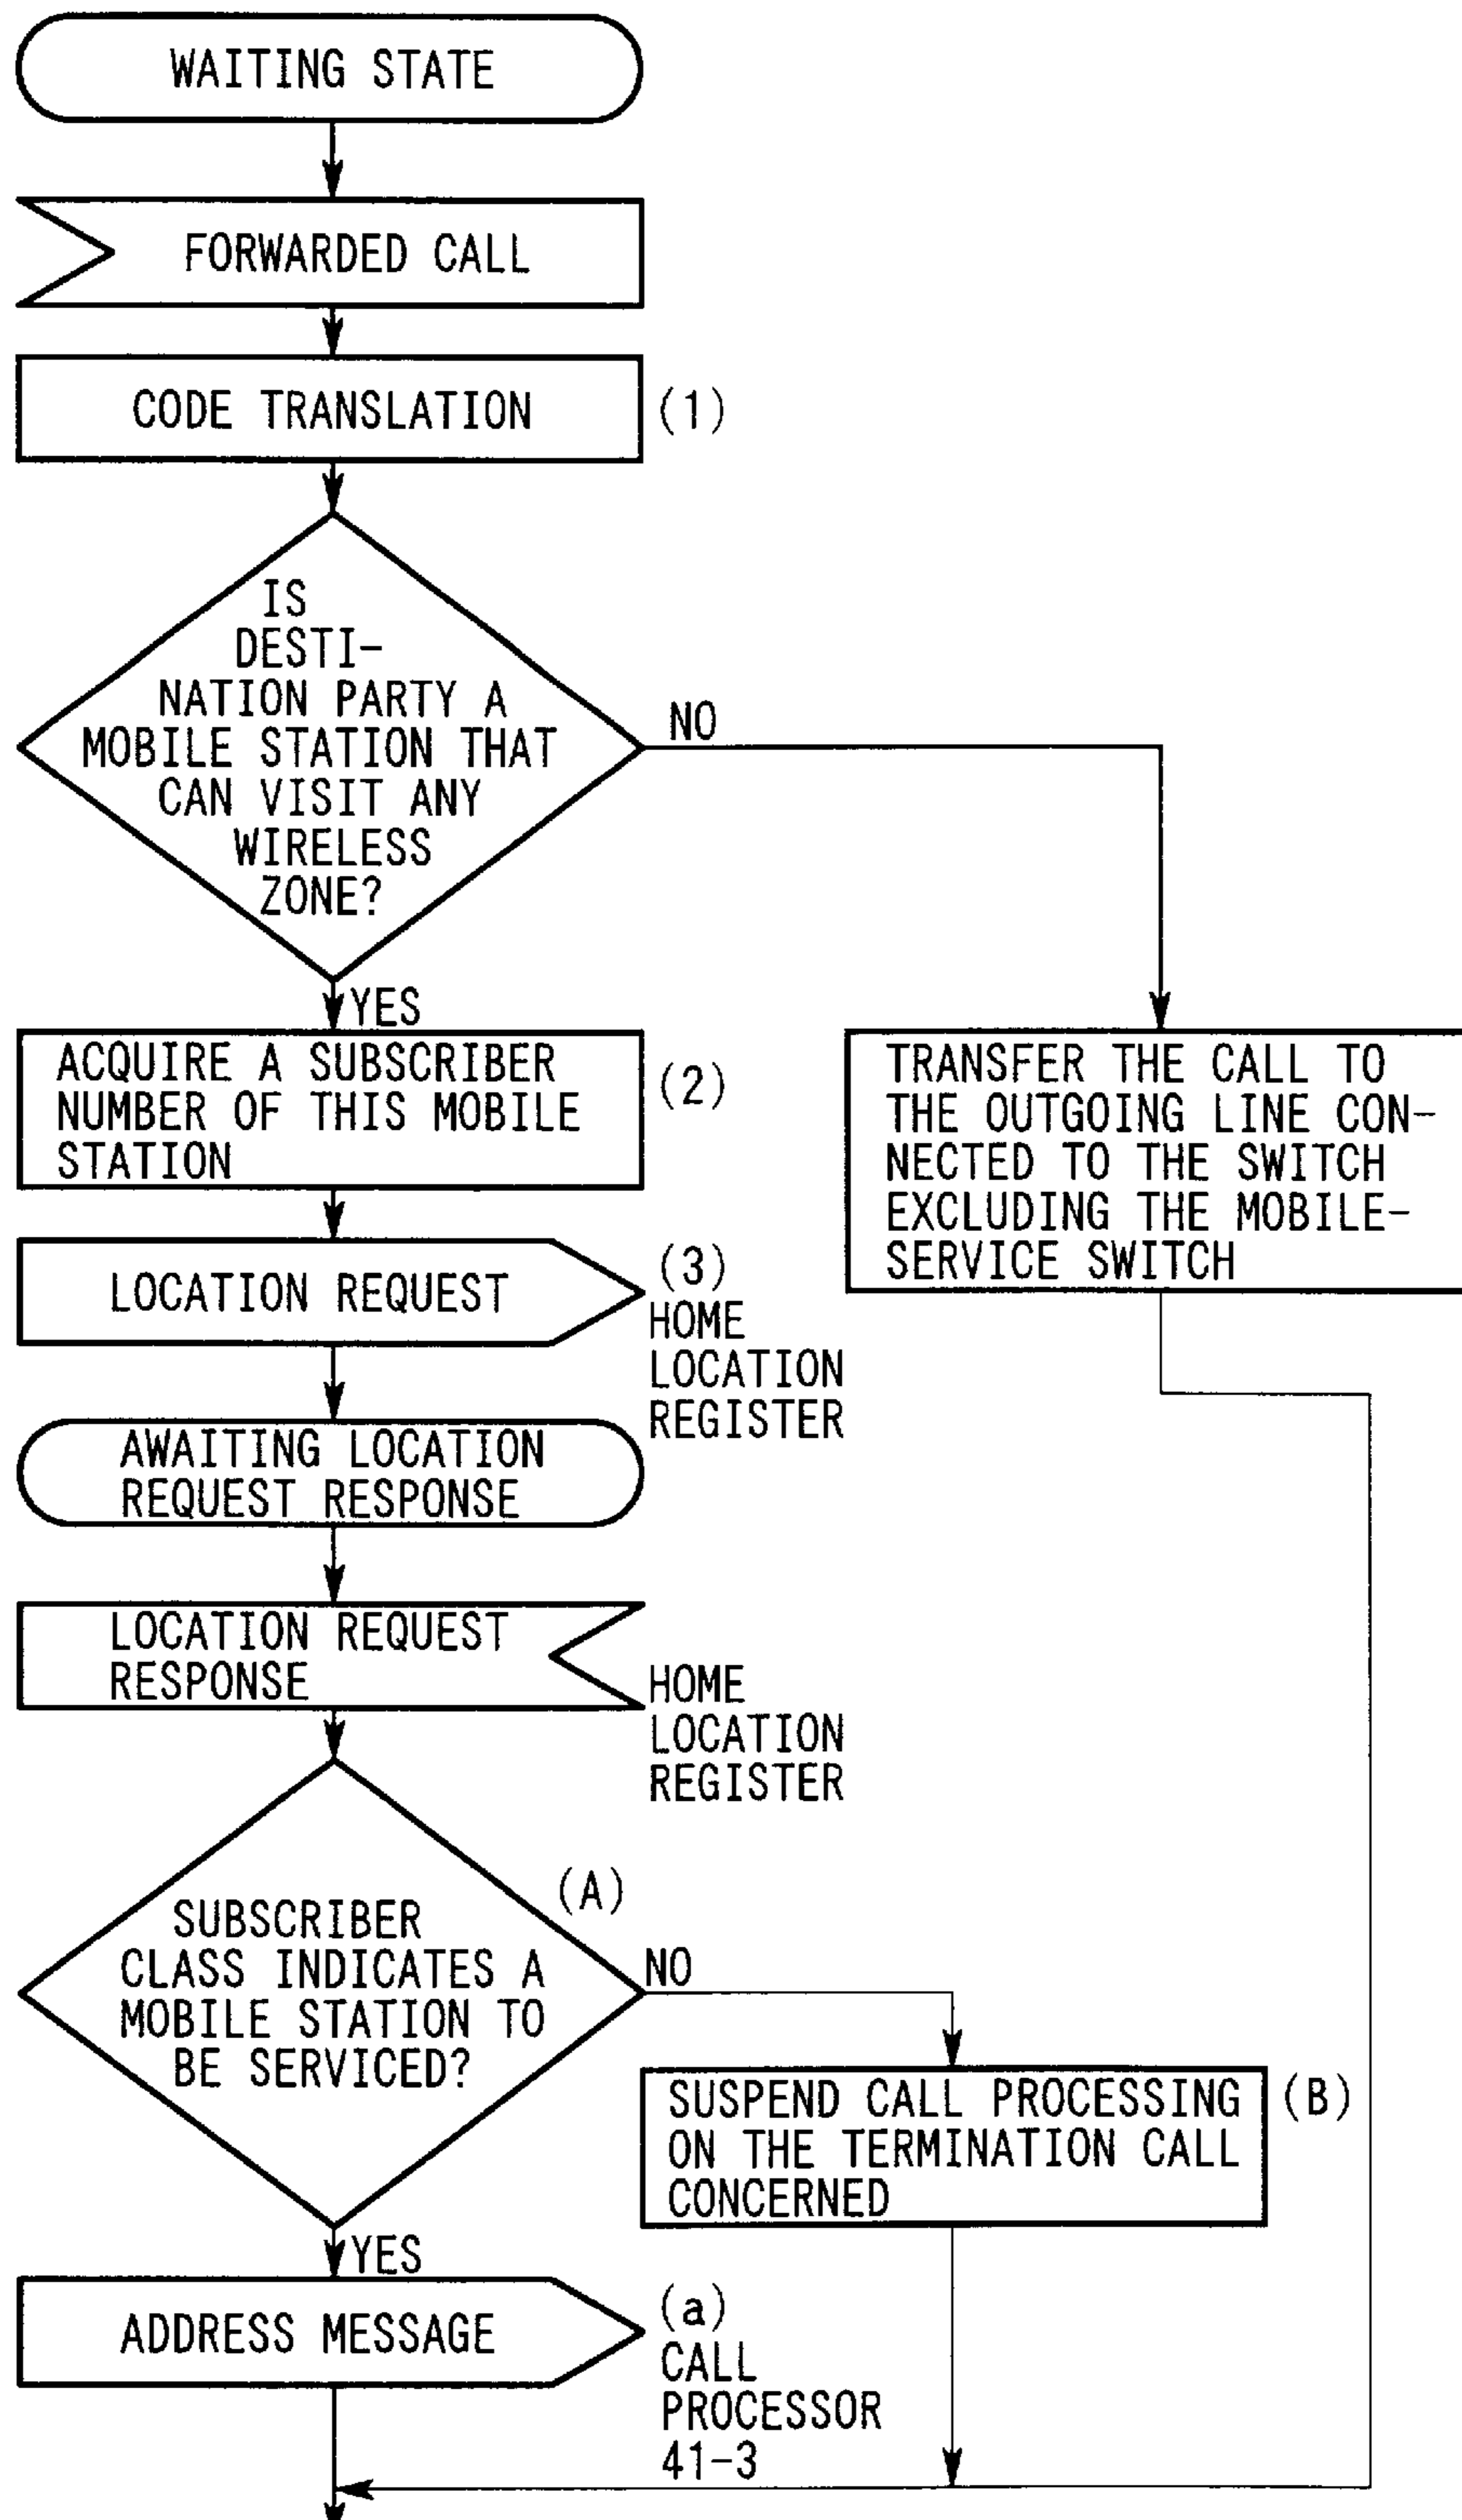 WAITING STATE
FORWARDED CALL
CODE TRANSLATION
(1)
IS
DESTI-
NATION PARTY A
MOBILE STATION THAT
CAN VISIT ANY
WIRELESS
ZONE?
NO
YES
ACQUIRE A SUBSCRIBER
NUMBER OF THIS MOBILE
STATION
(2)
TRANSFER THE CALL TO
THE OUTGOING LINE CON-
NECTED TO THE SWITCH
EXCLUDING THE MOBILE-
SERVICE SWITCH
LOCATION REQUEST
(3)
HOME
LOCATION
REGISTER
AWAITING LOCATION
REQUEST RESPONSE
LOCATION REQUEST
RESPONSE
HOME
LOCATION
REGISTER
(A)
SUBSCRIBER
CLASS INDICATES A
MOBILE STATION TO
BE SERVICED?
NO
SUSPEND CALL PROCESSING
ON THE TERMINATION CALL
CONCERNED
(B)
YES
ADDRESS MESSAGE
(a)
CALL
PROCESSOR
41-3